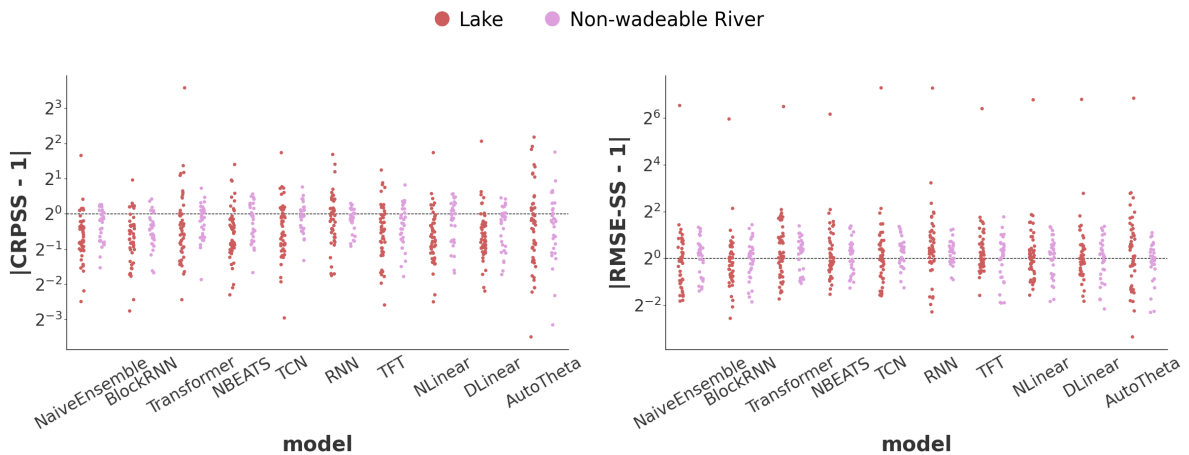 Lake Non-wadeable River
|CRPSS - 1|
2^3
2^2
2^1
2^0
2^-1
2^-2
2^-3
NaiveEnsemble
BlockRNN
Transformer
NBEATS
TCN
RNN
TFT
NLinear
DLinear
AutoTheta
model
|RMSE-SS - 1|
2^6
2^4
2^2
2^0
2^-2
NaiveEnsemble
BlockRNN
Transformer
NBEATS
TCN
RNN
TFT
NLinear
DLinear
AutoTheta
model